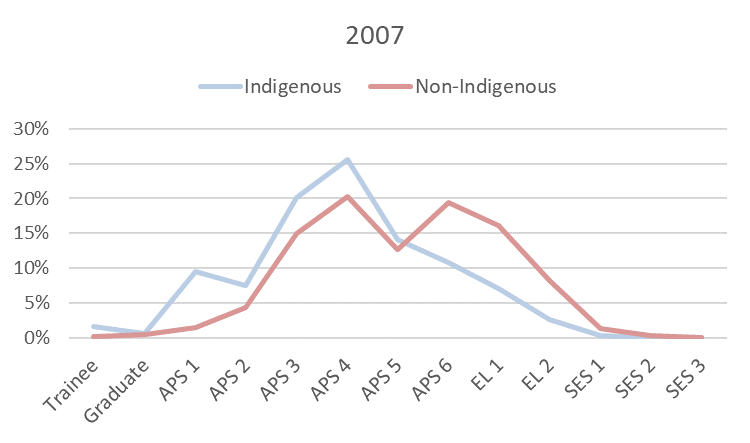 2007
Indigenous Non-Indigenous
30%
25%
20%
15%
10%
5%
0%
Trainee
Graduate
APS 1
APS 2
APS 3
APS 4
APS 5
APS 6
EL 1
EL 2
SES 1
SES 2
SES 3